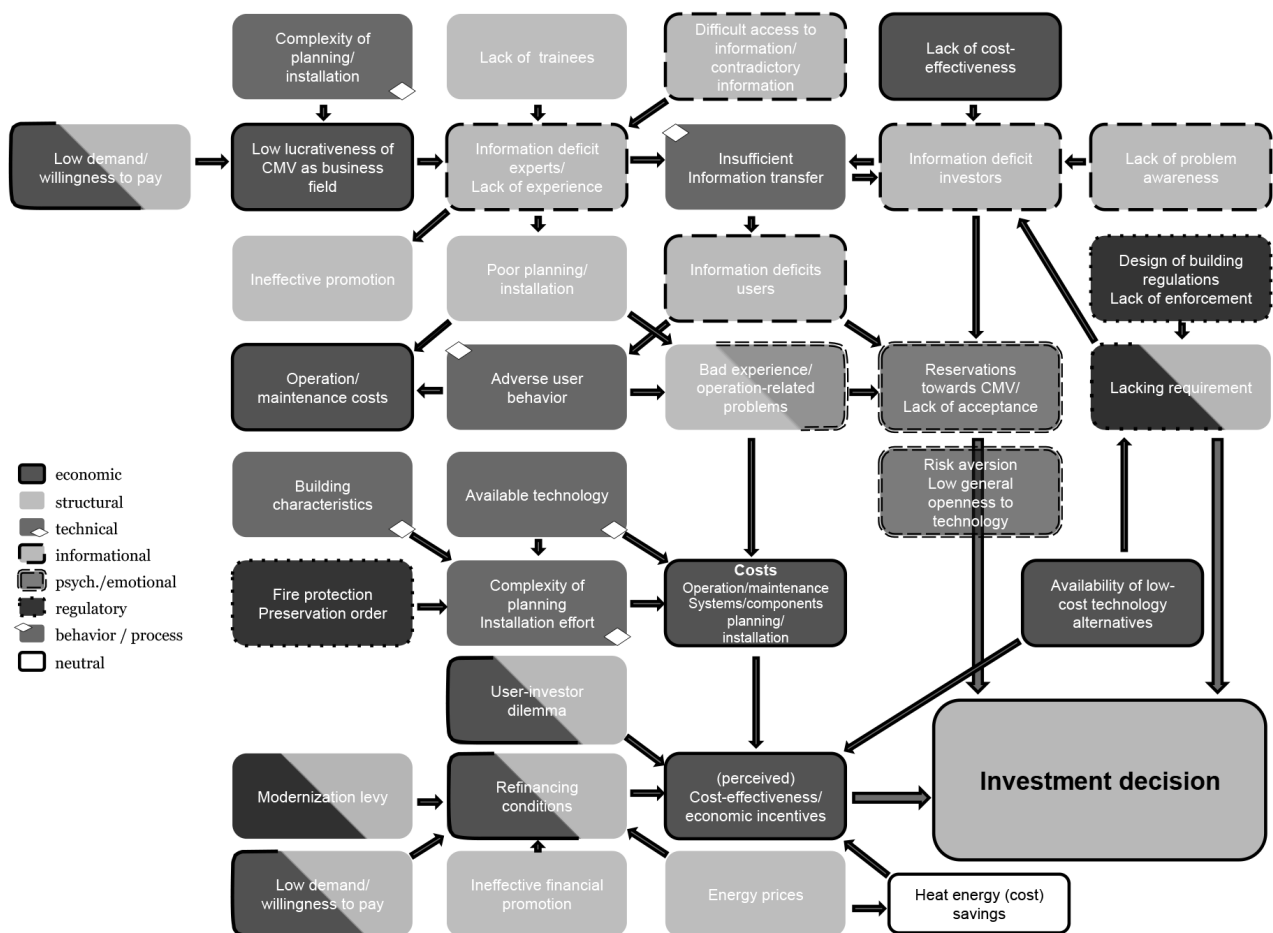 Complexity of
planning/
installation
Lack of trainees
Difficult access to
information/
contradictory
information
Lack of cost-
effectiveness
Low demand/
willingness to pay
Low lucrativeness of
CMV as business
field
Information deficit
experts/
Lack of experience
Insufficient
Information transfer
Information deficit
investors
Lack of problem
awareness
Ineffective promotion
Poor planning/
installation
Information deficits
users
Design of building
regulations
Lack of enforcement
Operation/
maintenance costs
Adverse user
behavior
Bad experience/
operation-related
problems
Reservations
towards CMV/
Lack of acceptance
Lacking requirement
economic
structural
technical
informational
psych./emotional
regulatory
behavior / process
neutral
Building
characteristics
Available technology
Risk aversion
Low general
openness to
technology
Fire protection
Preservation order
Complexity of
planning
Installation effort
Costs
Operation/maintenance
Systems/components
planning/
installation
Availability of low-
cost technology
alternatives
User-investor
dilemma
Modernization levy
Refinancing
conditions
(perceived)
Cost-effectiveness/
economic incentives
Investment decision
Low demand/
willingness to pay
Ineffective financial
promotion
Energy prices
Heat energy (cost)
savings